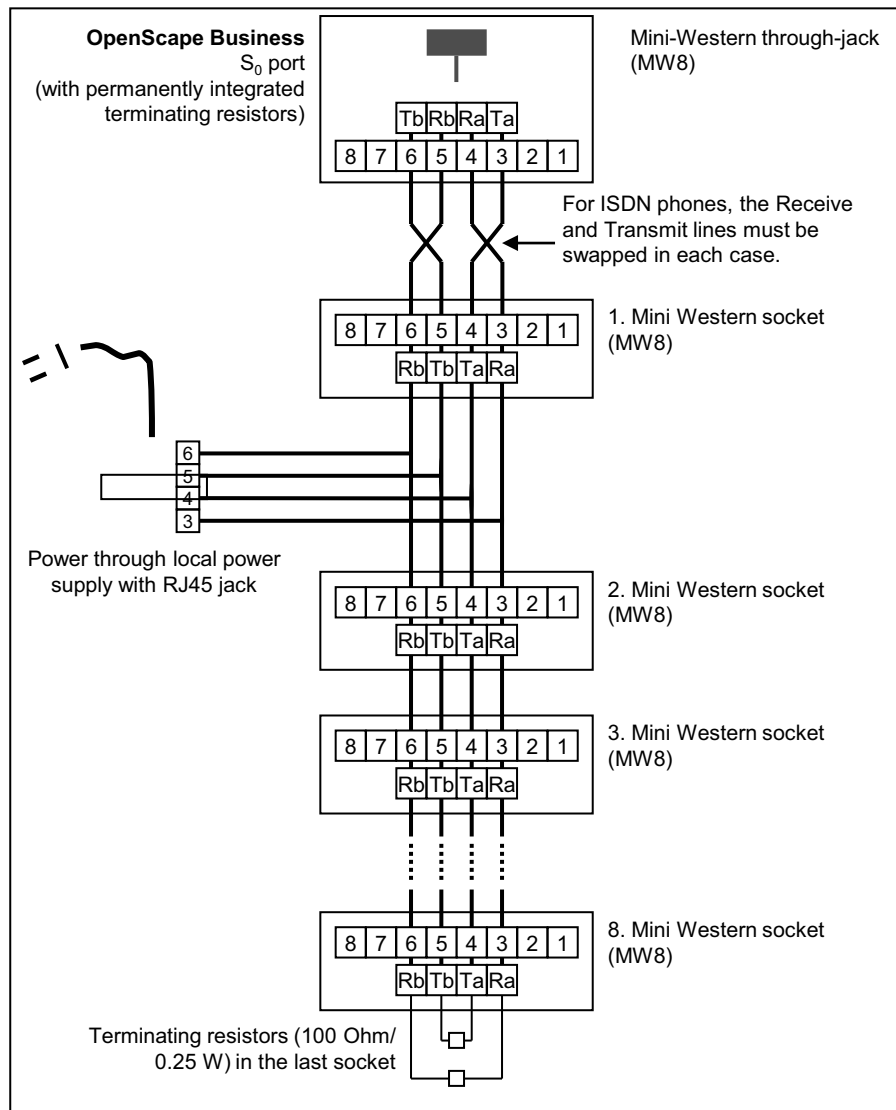 OpenScape Business
S0 port
(with permanently integrated
terminating resistors)
Mini-Western through-jack
(MW8)
Tb Rb Ra Ta
8 7 6 5 4 3 2 1
For ISDN phones, the Receive
and Transmit lines must be
swapped in each case.
8 7 6 5 4 3 2 1
Rb Tb Ta Ra
1. Mini Western socket
(MW8)
6
5
4
3
Power through local power
supply with RJ45 jack
8 7 6 5 4 3 2 1
Rb Tb Ta Ra
2. Mini Western socket
(MW8)
8 7 6 5 4 3 2 1
Rb Tb Ta Ra
3. Mini Western socket
(MW8)
8 7 6 5 4 3 2 1
Rb Tb Ta Ra
8. Mini Western socket
(MW8)
Terminating resistors (100 Ohm/
0.25 W) in the last socket